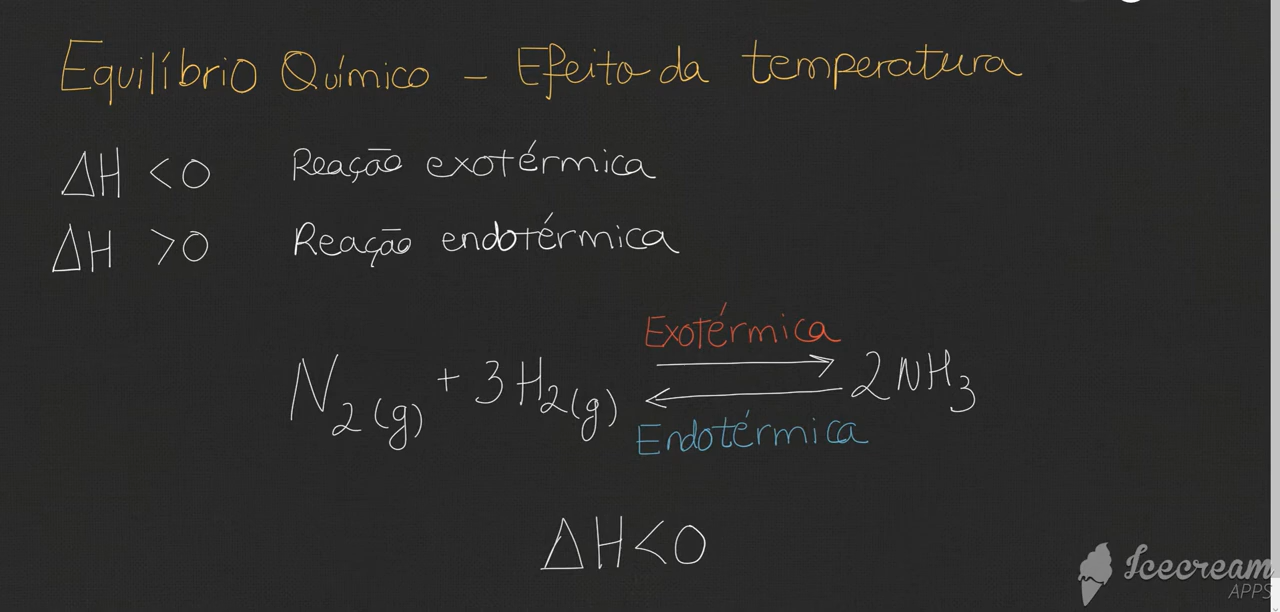 Equilíbrio Químico - Efeito da temperatura
ΔH <0 Reação exotérmica
ΔH >0 Reação endotérmica
Exotérmica
N₂(g) + 3H₂(g) ⇄ 2NH₃
Endotérmica
ΔH<0
Icecream
APPS